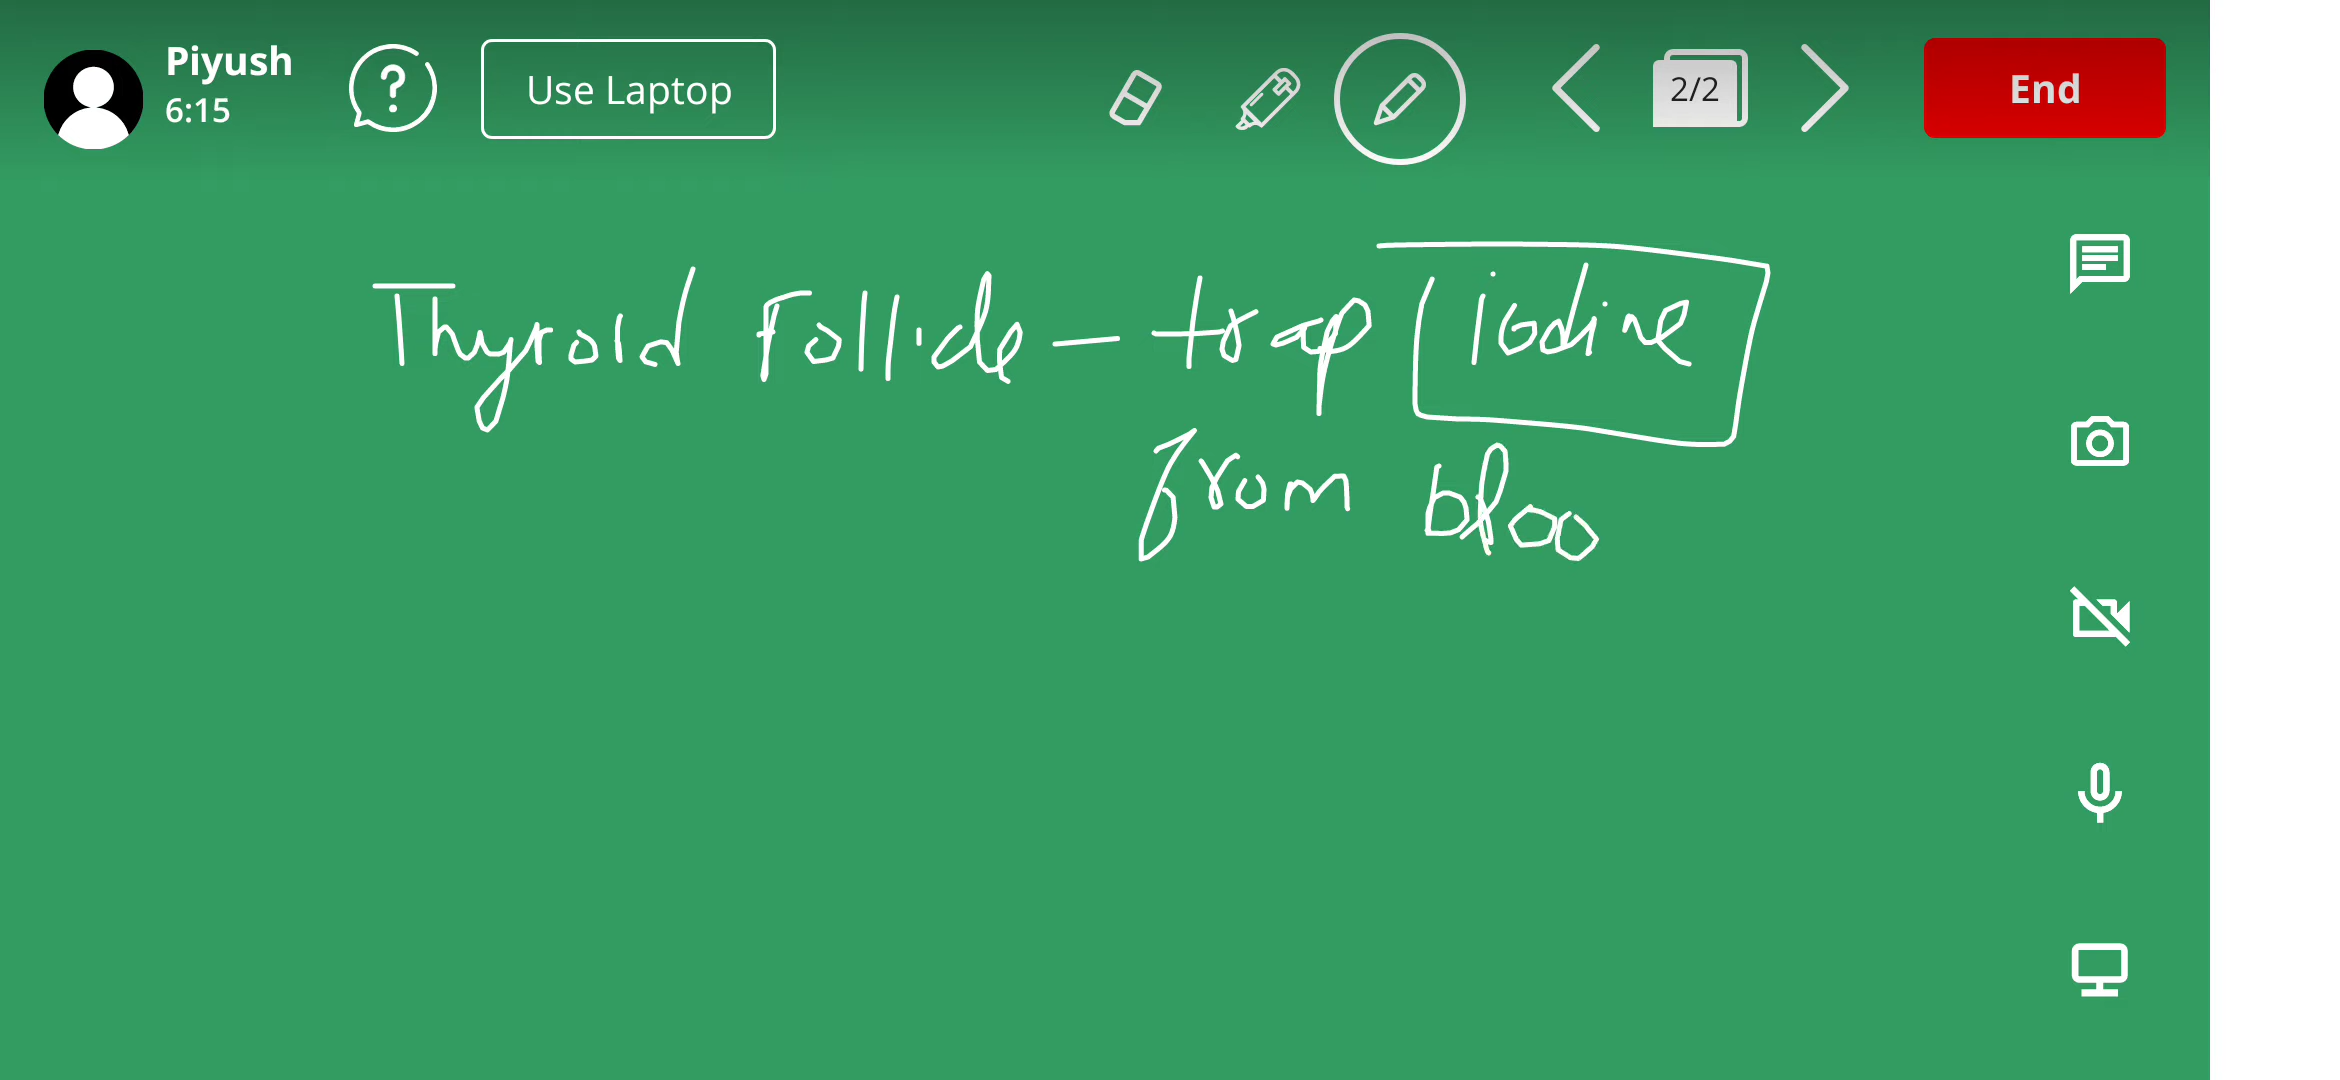 Piyush
6:15
?
Use Laptop
2/2
End
Thyroid Follicle – trap iodine
from bloo